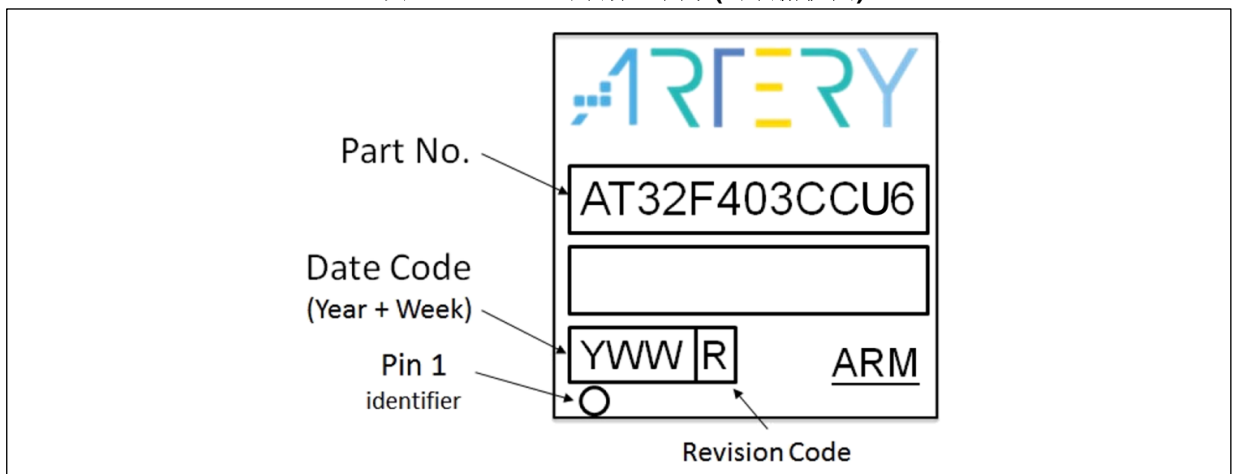 ARTERY
Part No.
AT32F403CCU6
Date Code
(Year + Week)
YWW R
ARM
Pin 1
identifier
Revision Code